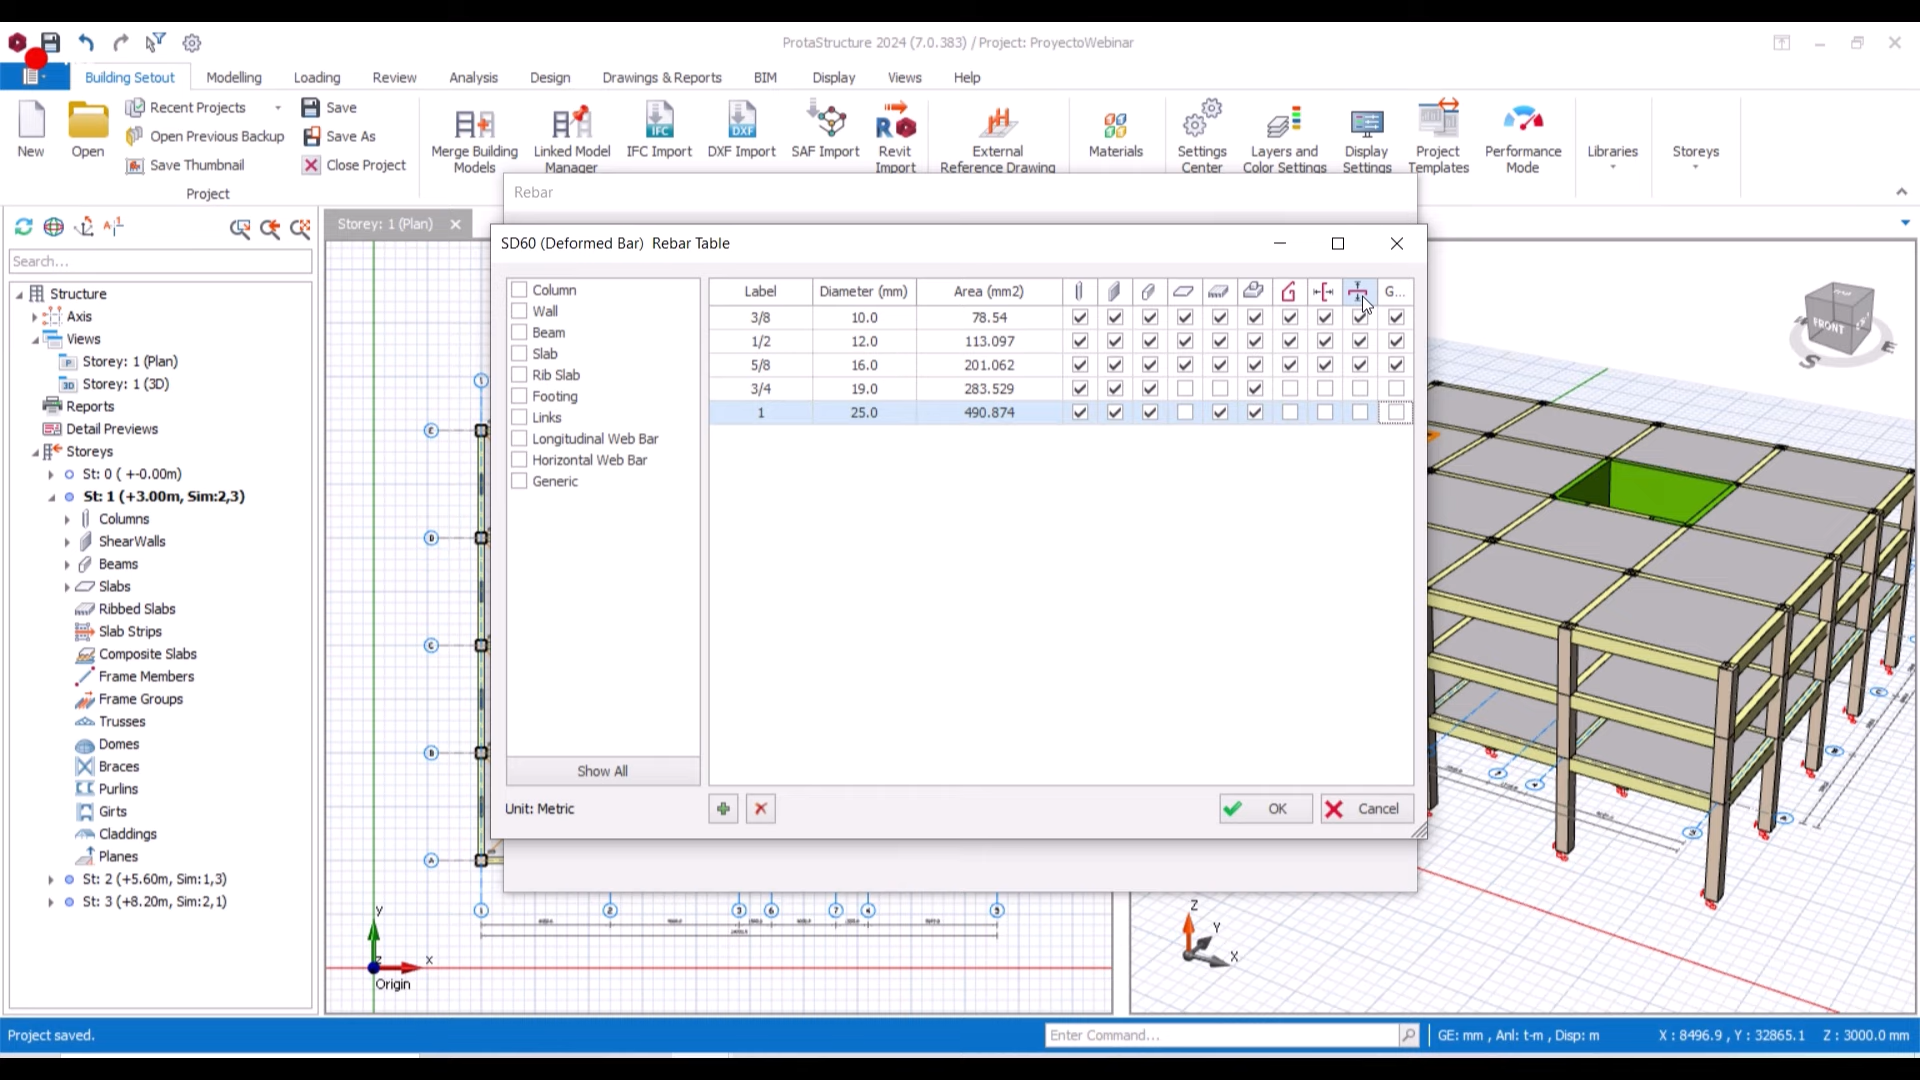 ProtaStructure 2024 (7.0.383) / Project: ProyectoWebinar
Building Setout Modelling Loading Review Analysis Design Drawings & Reports BIM Display Views Help
New
Open
Recent Projects
Open Previous Backup
Save Thumbnail
Save
Save As
Close Project
Project
Merge Building Models
Linked Model Manager
IFC Import
DXF Import
SAF Import
Revit Import
External Reference Drawing
Materials
Settings Center
Layers and Color Settings
Display Settings
Project Templates
Performance Mode
Libraries
Storeys
Search...
Structure
Axis
Views
Storey: 1 (Plan)
Storey: 1 (3D)
Reports
Detail Previews
Storeys
St: 0 ( +-0.00m)
St: 1 (+3.00m, Sim:2,3)
Columns
ShearWalls
Beams
Slabs
Ribbed Slabs
Slab Strips
Composite Slabs
Frame Members
Frame Groups
Trusses
Domes
Braces
Purlins
Girts
Claddings
Planes
St: 2 (+5.60m, Sim:1,3)
St: 3 (+8.20m, Sim:2,1)
Storey: 1 (Plan)
Rebar
SD60 (Deformed Bar) Rebar Table
Column
Wall
Beam
Slab
Rib Slab
Footing
Links
Longitudinal Web Bar
Horizontal Web Bar
Generic
Show All
Label Diameter (mm) Area (mm2) G...
3/8 10.0 78.54
1/2 12.0 113.097
5/8 16.0 201.062
3/4 19.0 283.529
1 25.0 490.874
Unit: Metric
OK
Cancel
FRONT
S
E
D
C
B
A
1 2 3 6 7
Y
X
Origin
Z
Y
X
Project saved.
Enter Command...
GE: mm , Anl: t-m , Disp: m
X : 8496.9 , Y : 32865.1 Z : 3000.0 mm